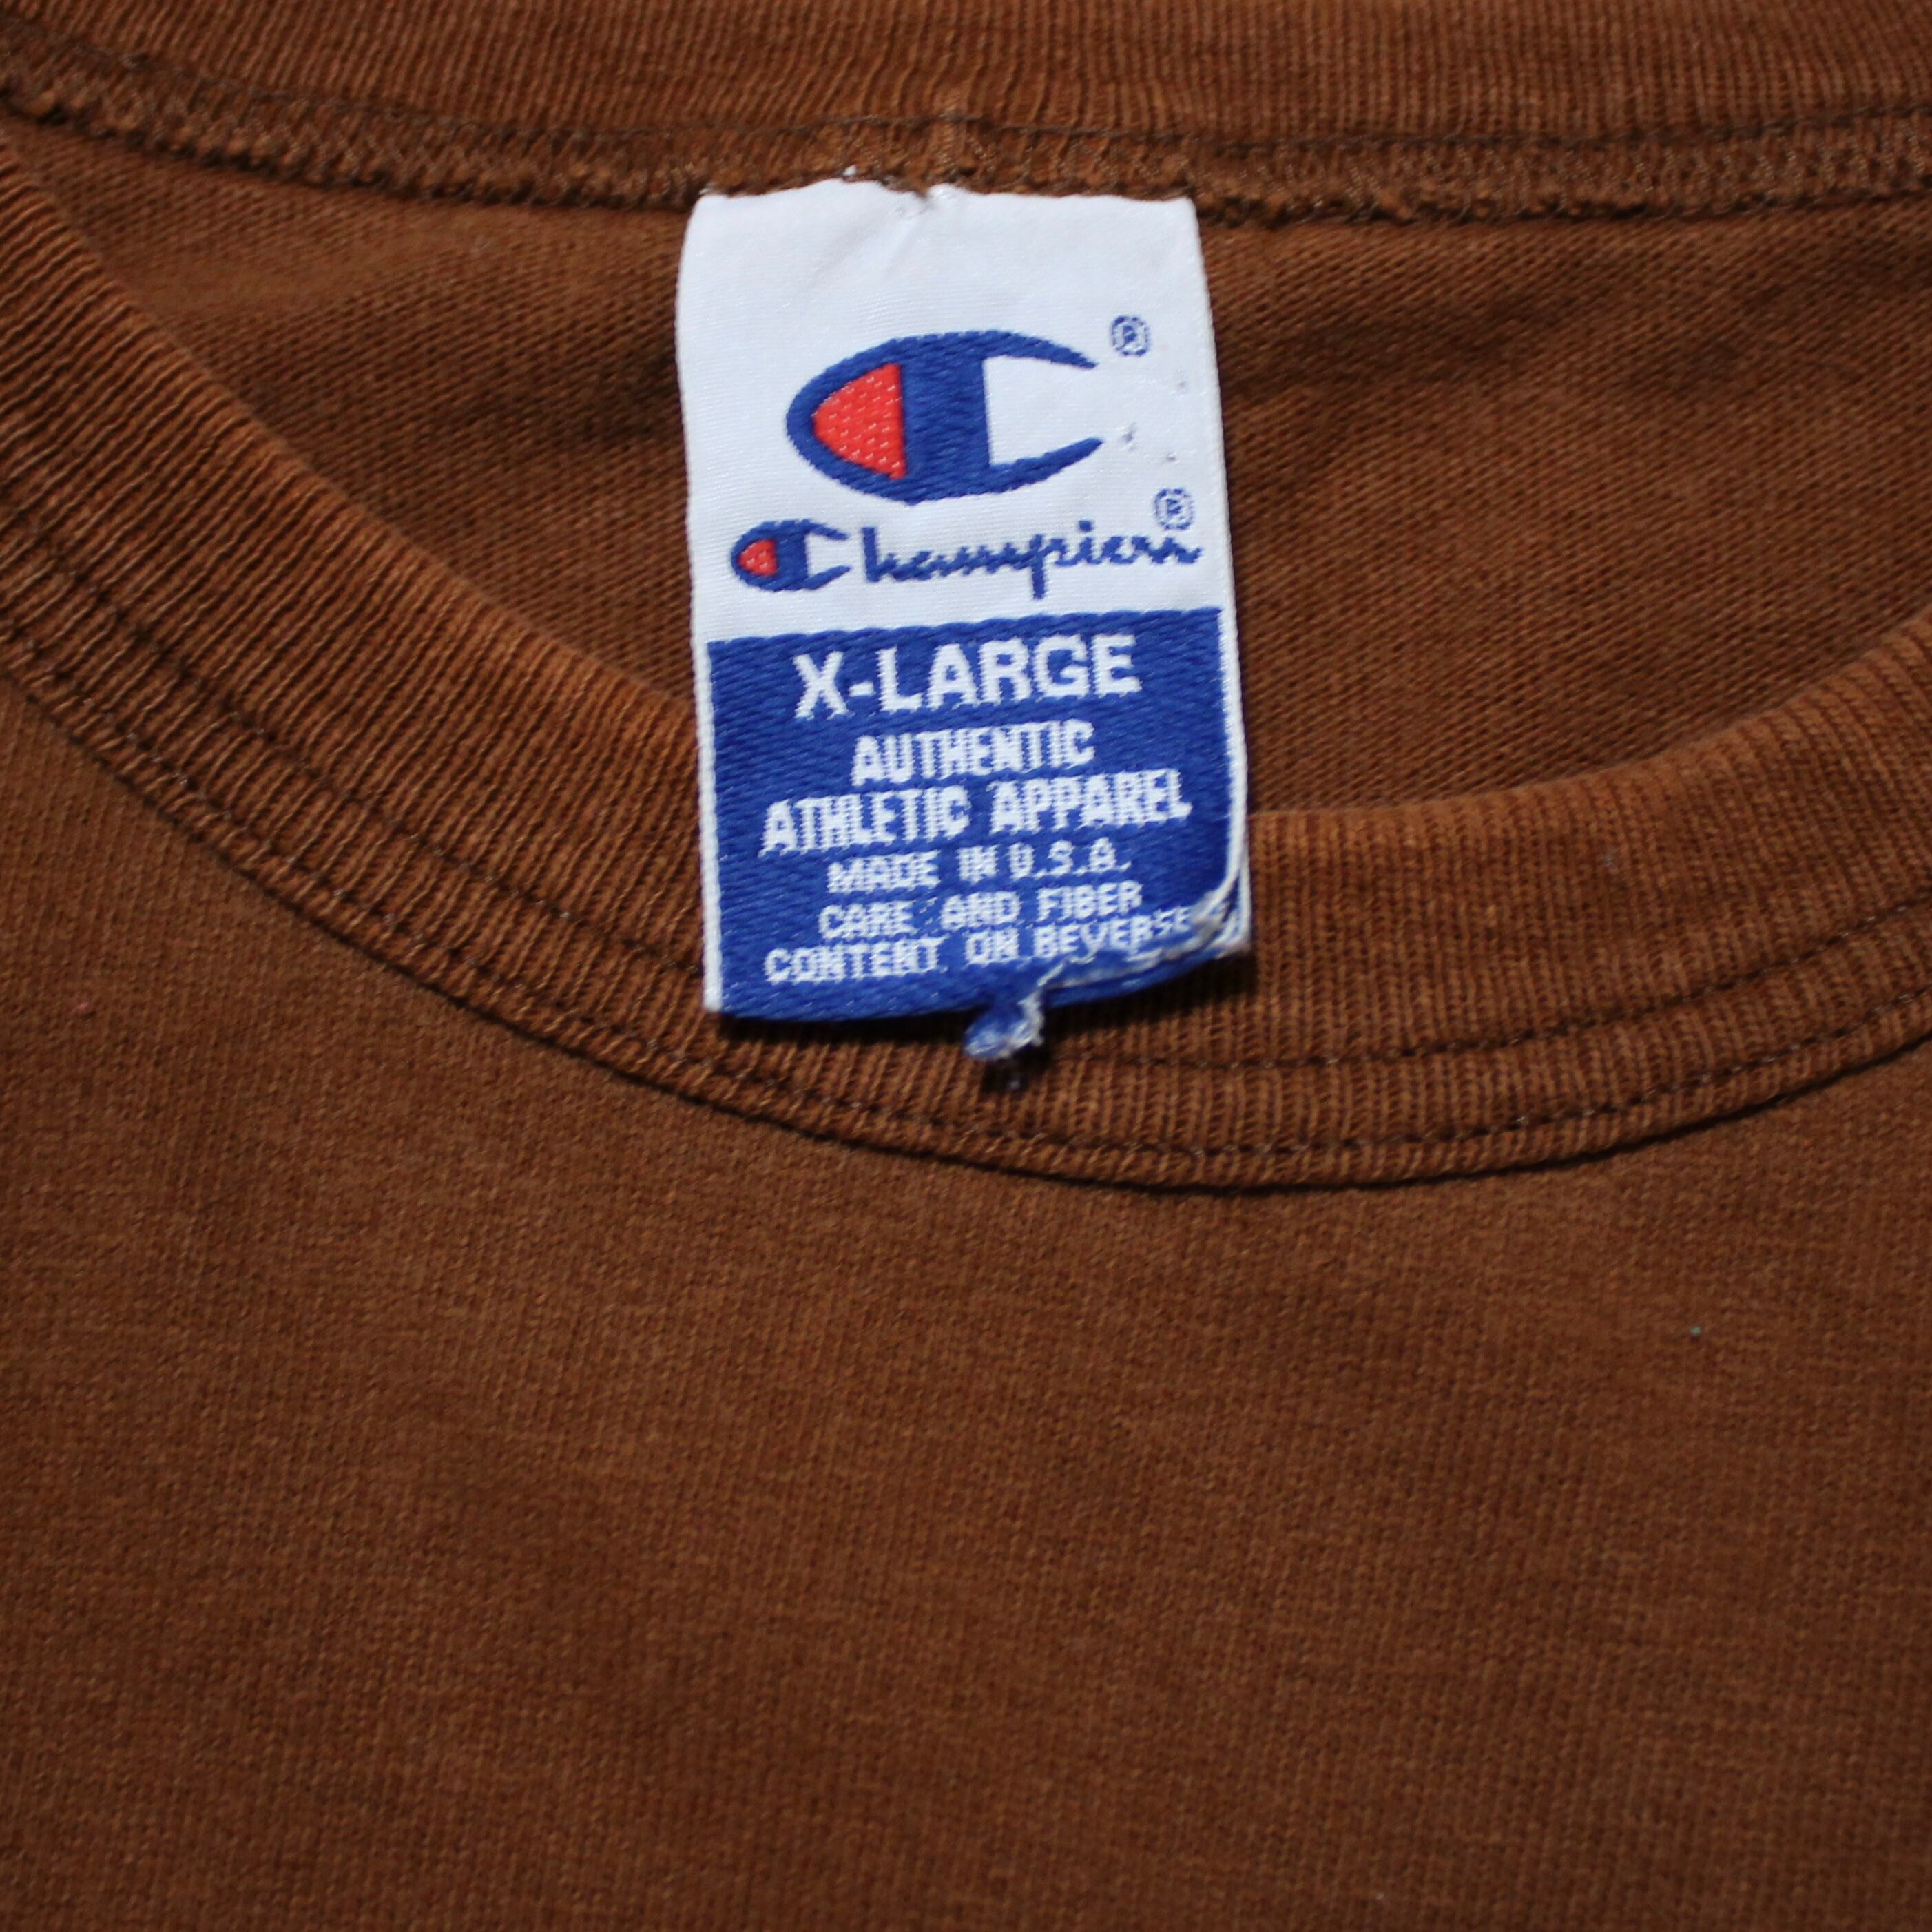 ®
Champion®
X-LARGE
AUTHENTIC
ATHLETIC APPAREL
MADE IN U.S.A.
CARE AND FIBER
CONTENT ON REVERSE